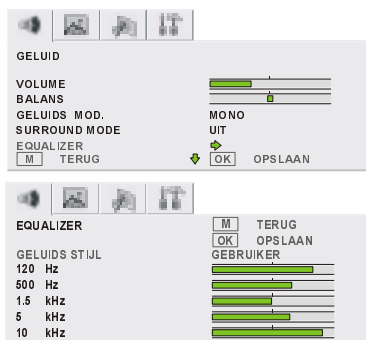 GELUID
VOLUME
BALANS
GELUIDS MOD. MONO
SURROUND MODE UIT
EQUALIZER
M TERUG OK OPSLAAN
EQUALIZER M TERUG
OK OPSLAAN
GELUIDS STIJL GEBRUIKER
120 Hz
500 Hz
1.5 kHz
5 kHz
10 kHz